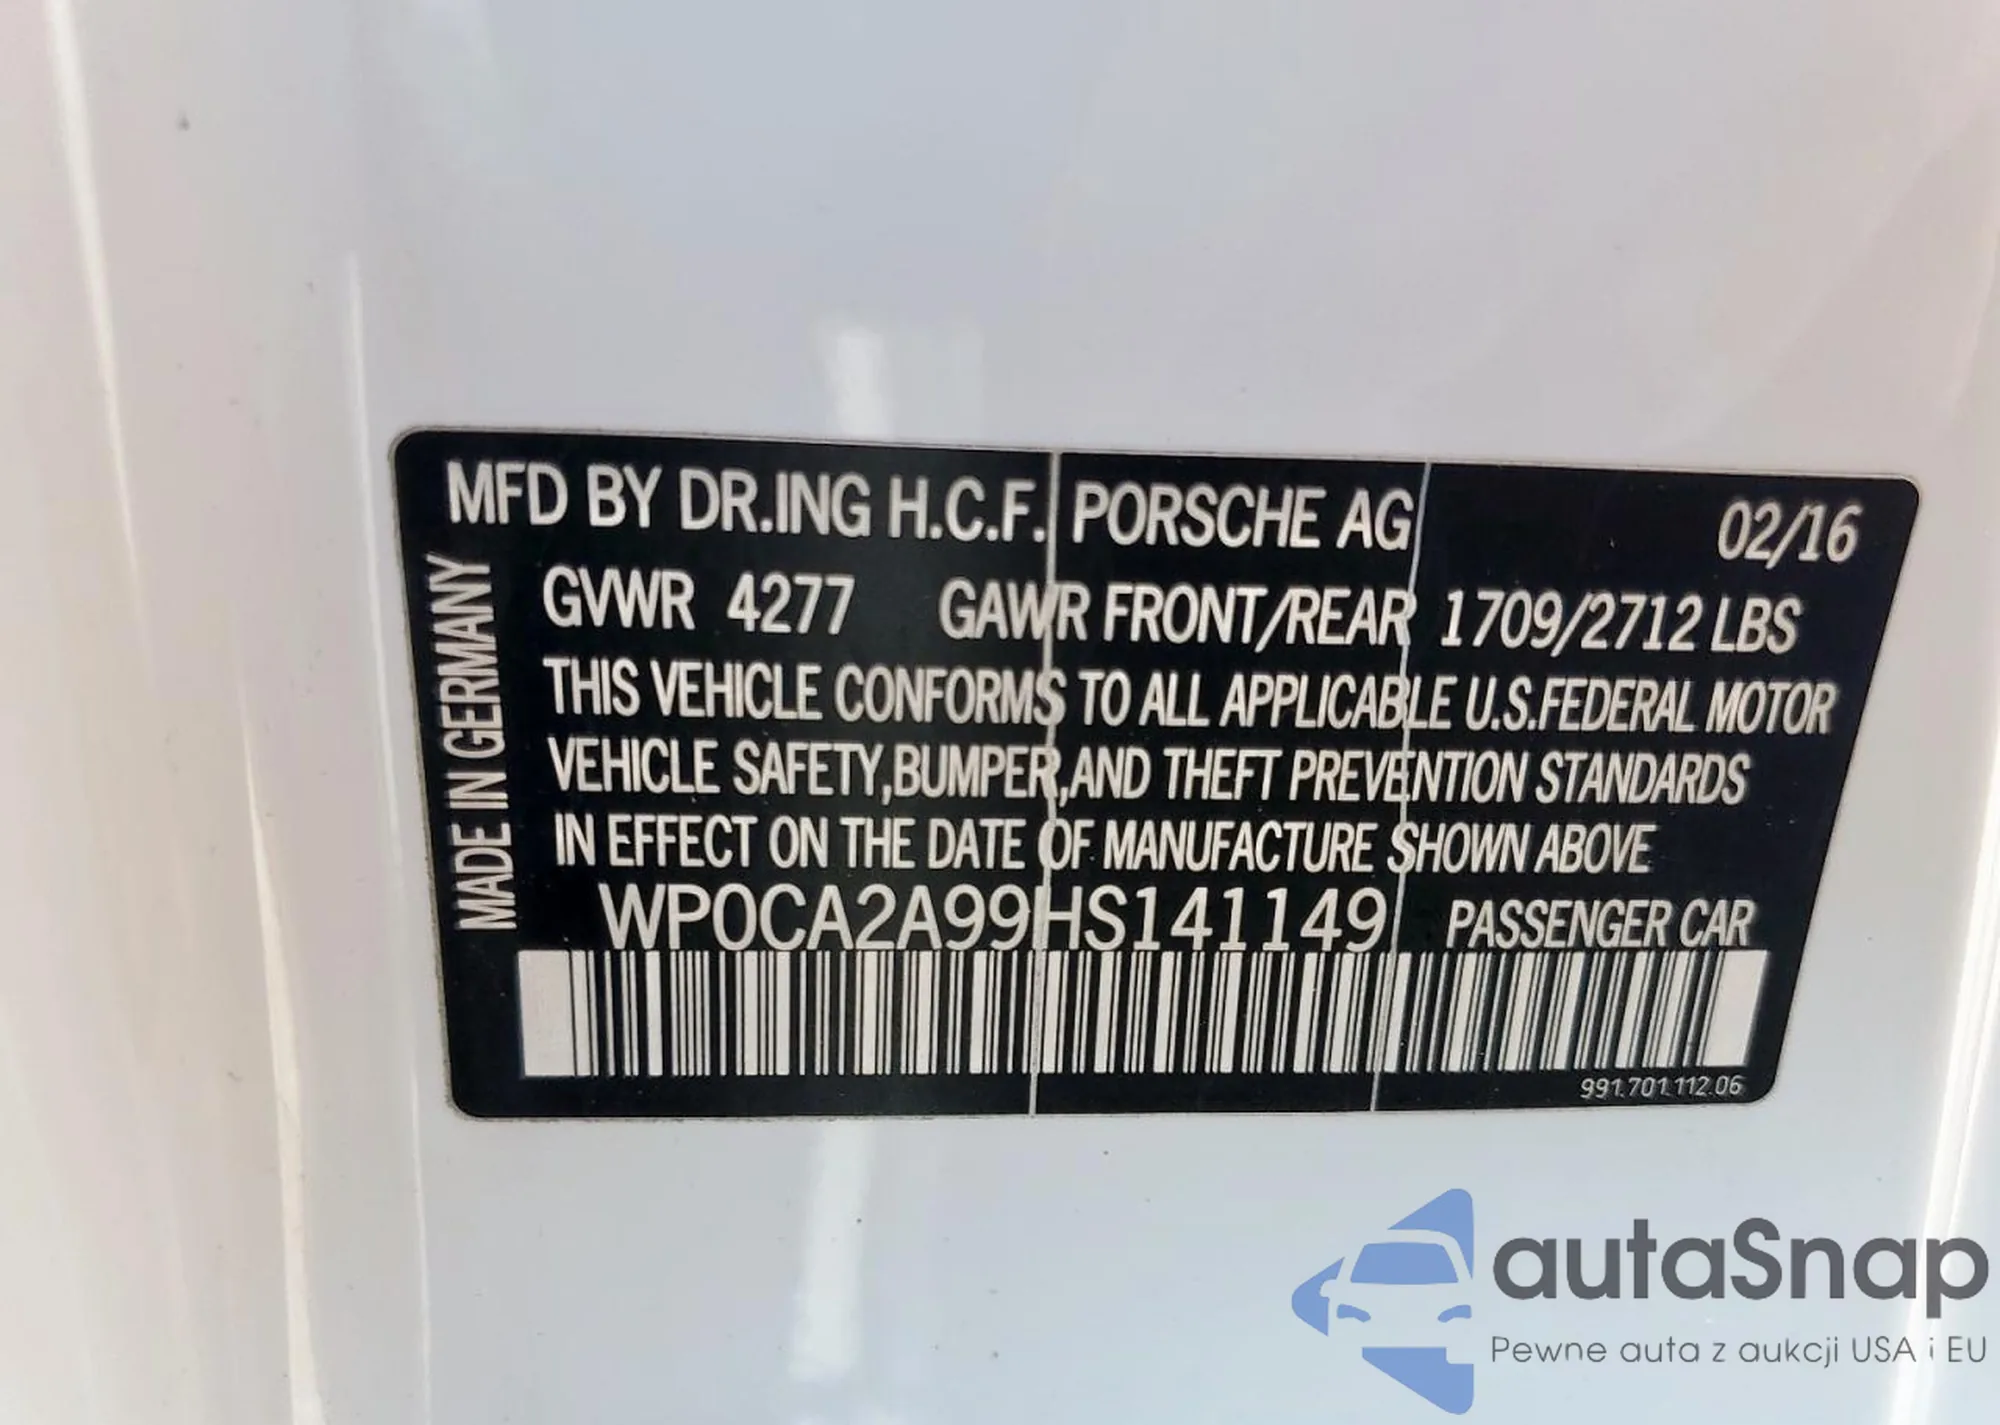 MFD BY DR.ING H.C.F. PORSCHE AG 02/16
GVWR 4277 GAWR FRONT/REAR 1709/2712 LBS
THIS VEHICLE CONFORMS TO ALL APPLICABLE U.S.FEDERAL MOTOR
VEHICLE SAFETY,BUMPER,AND THEFT PREVENTION STANDARDS
IN EFFECT ON THE DATE OF MANUFACTURE SHOWN ABOVE
WP0CA2A99HS141149 PASSENGER CAR
991.701.112.06
MADE IN GERMANY
autaSnap
Pewne auta z aukcji USA i EU